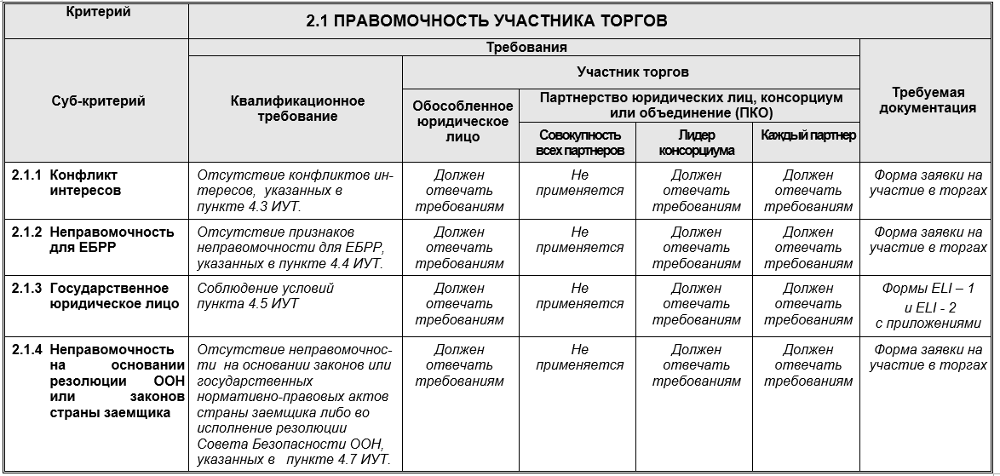 Критерий
2.1 ПРАВОМОЧНОСТЬ УЧАСТНИКА ТОРГОВ
Суб-критерий
Требования
Требуемая
документация
Квалификационное
требование
Участник торгов
Обособленное
юридическое
лицо
Партнерство юридических лиц, консорциум
или объединение (ПКО)
Совокупность
всех партнеров
Лидер
консорциума
Каждый партнер
2.1.1 Конфликт
интересов
Отсутствие конфликтов ин-
тересов, указанных в
пункте 4.3 ИУТ.
Должен
отвечать
требованиям
Не
применяется
Должен
отвечать
требованиям
Должен
отвечать
требованиям
Форма заявки на
участие в торгах
2.1.2 Неправомочность
для ЕБРР
Отсутствие признаков
неправомочности для ЕБРР,
указанных в пункте 4.4 ИУТ.
Должен
отвечать
требованиям
Не
применяется
Должен
отвечать
требованиям
Должен
отвечать
требованиям
Форма заявки на
участие в торгах
2.1.3 Государственное
юридическое лицо
Соблюдение условий
пункта 4.5 ИУТ
Должен
отвечать
требованиям
Не
применяется
Должен
отвечать
требованиям
Должен
отвечать
требованиям
Формы ELI – 1
и ELI - 2
с приложениями
2.1.4 Неправомочность
на основании
резолюции ООН
или законов
страны заемщика
Отсутствие неправомочнос-
ти на основании законов или
государственных
нормативно-правовых актов
страны заемщика либо во
исполнение резолюции
Совета Безопасности ООН,
указанных в пункте 4.7 ИУТ.
Должен
отвечать
требованиям
Не
применяется
Должен
отвечать
требованиям
Должен
отвечать
требованиям
Форма заявки на
участие в торгах